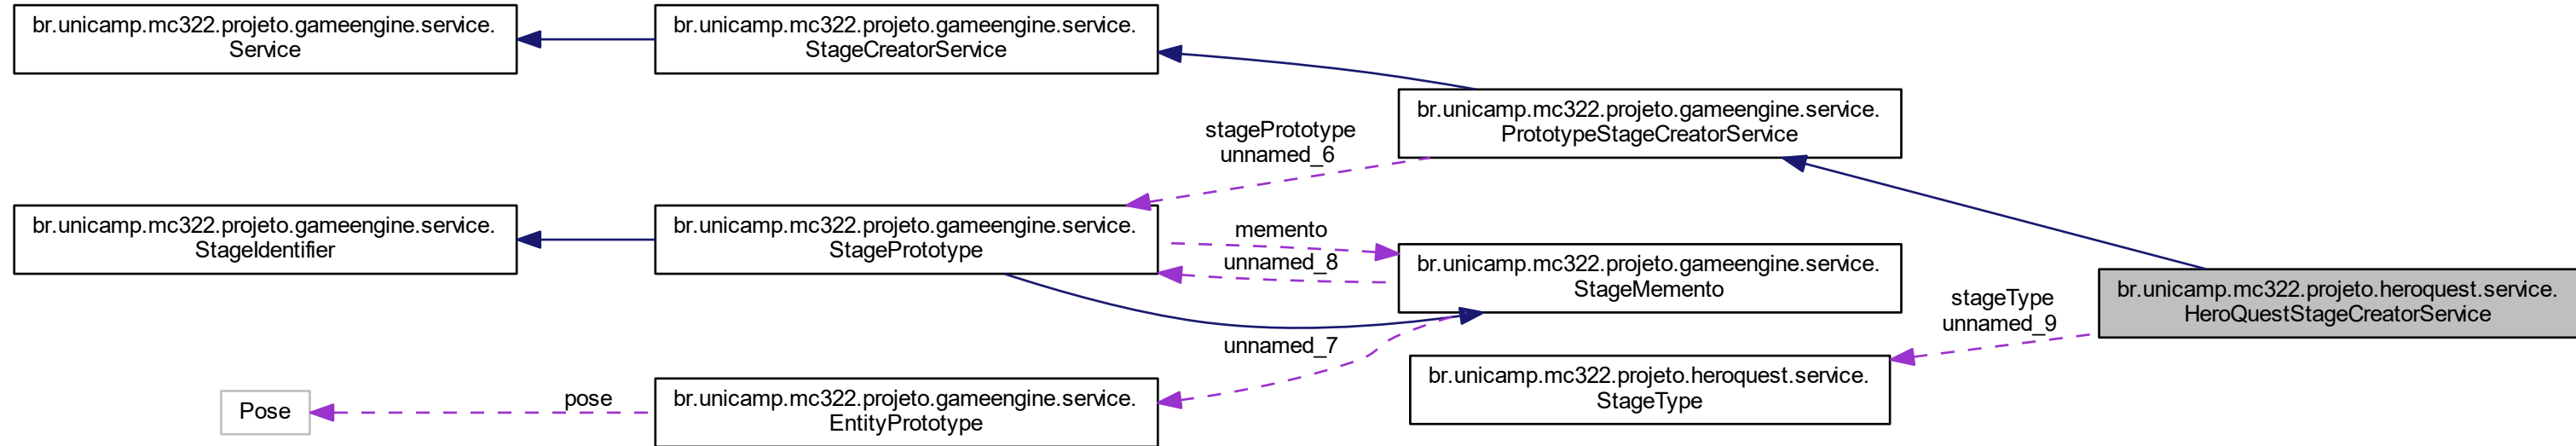 br.unicamp.mc322.projeto.gameengine.service.
Service
br.unicamp.mc322.projeto.gameengine.service.
StageCreatorService
br.unicamp.mc322.projeto.gameengine.service.
PrototypeStageCreatorService
stagePrototype
unnamed_6
br.unicamp.mc322.projeto.gameengine.service.
StageIdentifier
br.unicamp.mc322.projeto.gameengine.service.
StagePrototype
memento
unnamed_8
br.unicamp.mc322.projeto.gameengine.service.
StageMemento
stageType
unnamed_9
br.unicamp.mc322.projeto.heroquest.service.
HeroQuestStageCreatorService
unnamed_7
br.unicamp.mc322.projeto.heroquest.service.
StageType
Pose
pose
br.unicamp.mc322.projeto.gameengine.service.
EntityPrototype